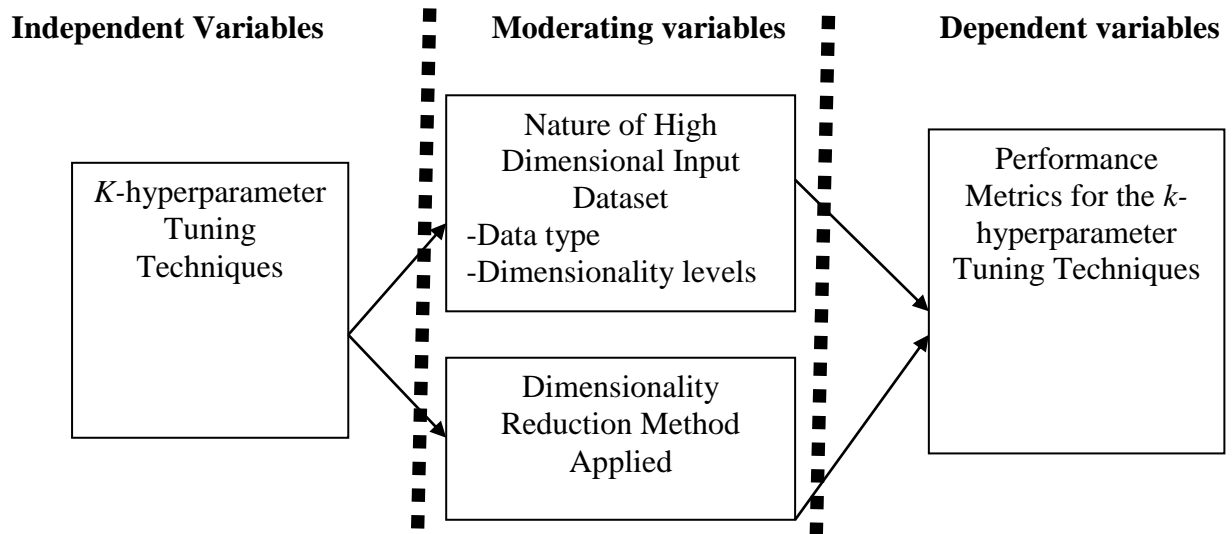 Independent Variables
Moderating variables
Dependent variables
K-hyperparameter
Tuning
Techniques
Nature of High
Dimensional Input
Dataset
-Data type
-Dimensionality levels
Dimensionality
Reduction Method
Applied
Performance
Metrics for the k-
hyperparameter
Tuning Techniques